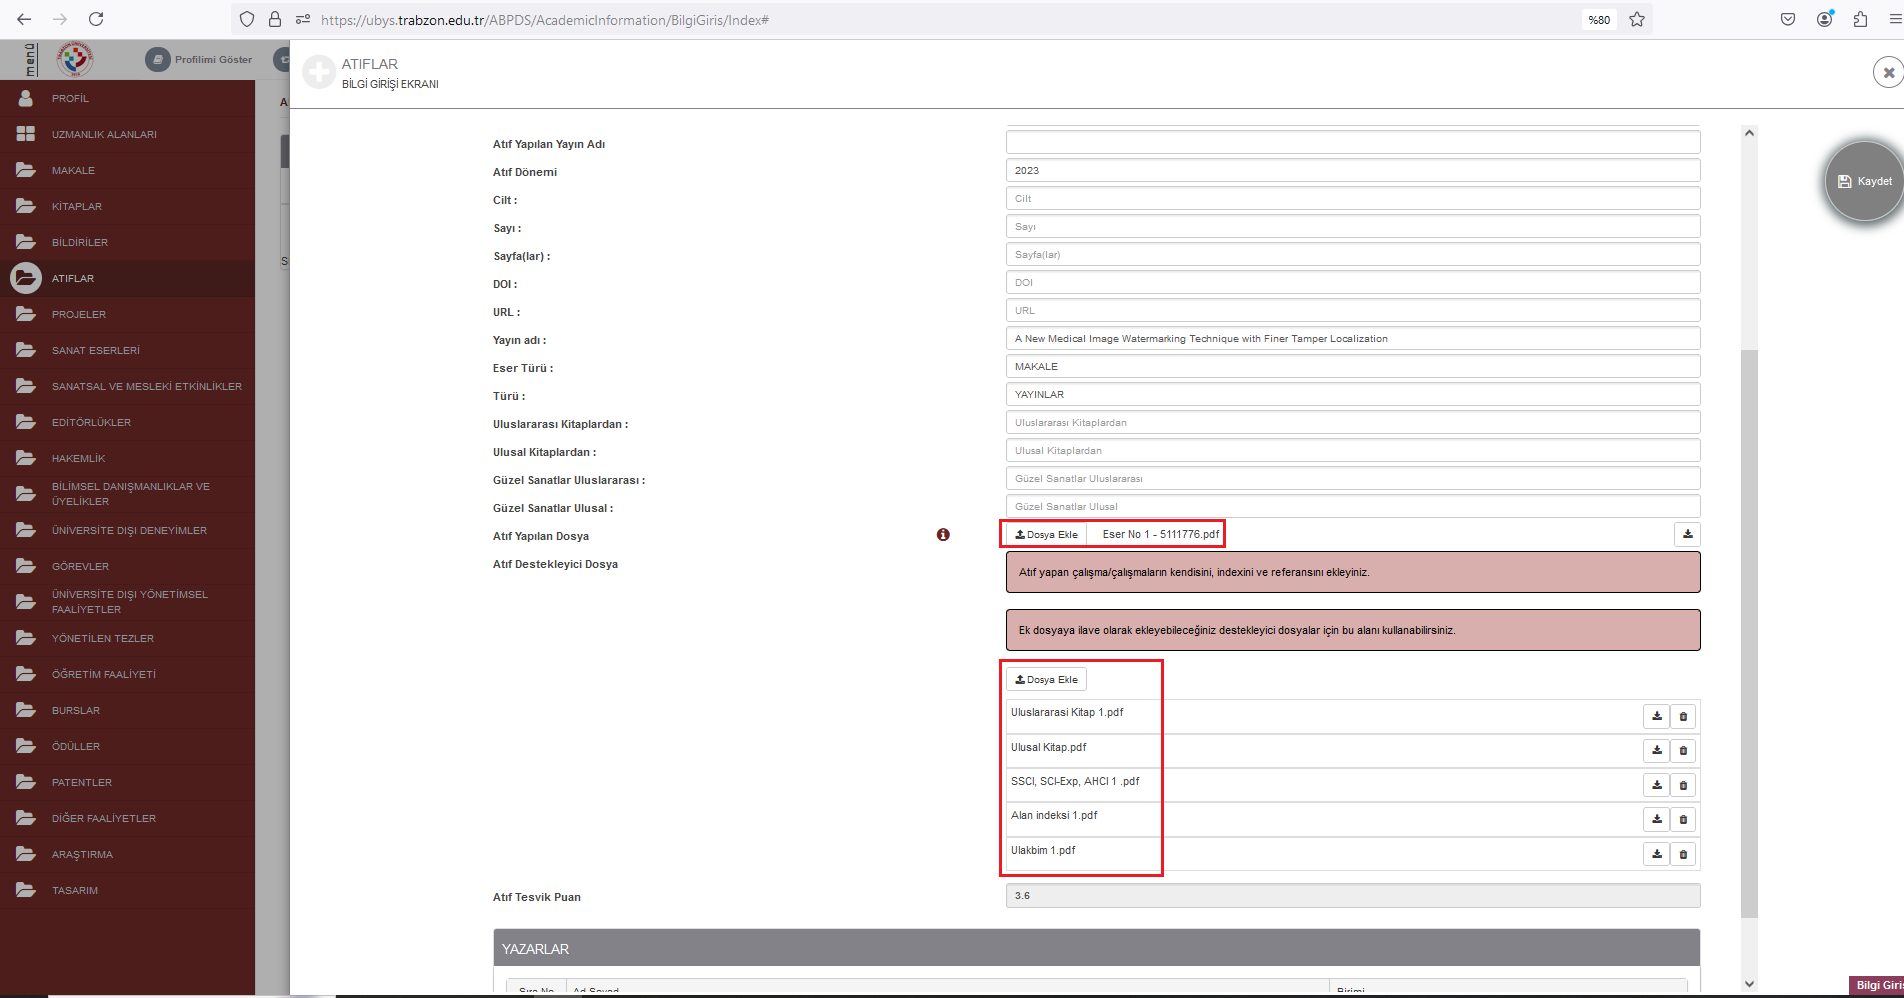 https://ubys.trabzon.edu.tr/ABPDS/AcademicInformation/BilgiGiris/Index#
%80
menü
Profilimi Göster
ATIFLAR
BİLGİ GİRİŞİ EKRANI
PROFİL
UZMANLIK ALANLARI
MAKALE
KİTAPLAR
BİLDİRİLER
ATIFLAR
PROJELER
SANAT ESERLERİ
SANATSAL VE MESLEKİ ETKİNLİKLER
EDİTÖRLÜKLER
HAKEMLİK
BİLİMSEL DANIŞMANLIKLAR VE
ÜYELİKLER
ÜNİVERSİTE DIŞI DENEYİMLER
GÖREVLER
ÜNİVERSİTE DIŞI YÖNETİMSEL
FAALİYETLER
YÖNETİLEN TEZLER
ÖĞRETİM FAALİYETİ
BURSLAR
ÖDÜLLER
PATENTLER
DİĞER FAALİYETLER
ARAŞTIRMA
TASARIM
Kaydet
Atıf Yapılan Yayın Adı
Atıf Dönemi 2023
Cilt : Cilt
Sayı : Sayı
Sayfa(lar) : Sayfa(lar)
DOI : DOI
URL : URL
Yayın adı : A New Medical Image Watermarking Technique with Finer Tamper Localization
Eser Türü : MAKALE
Türü : YAYINLAR
Uluslararası Kitaplardan : Uluslararası Kitaplardan
Ulusal Kitaplardan : Ulusal Kitaplardan
Güzel Sanatlar Uluslararası : Güzel Sanatlar Uluslararası
Güzel Sanatlar Ulusal : Güzel Sanatlar Ulusal
Atıf Yapılan Dosya Dosya Ekle Eser No 1 - 5111776.pdf
Atıf Destekleyici Dosya
Atıf yapan çalışma/çalışmaların kendisini, indexini ve referansını ekleyiniz.
Ek dosyaya ilave olarak ekleyebileceğiniz destekleyici dosyalar için bu alanı kullanabilirsiniz.
Dosya Ekle
Uluslararasi Kitap 1.pdf
Ulusal Kitap.pdf
SSCI, SCI-Exp, AHCI 1 .pdf
Alan indeksi 1.pdf
Ulakbim 1.pdf
Atıf Tesvik Puan 3.6
YAZARLAR
Sıra No Ad Soyad Birimi
Bilgi Giri